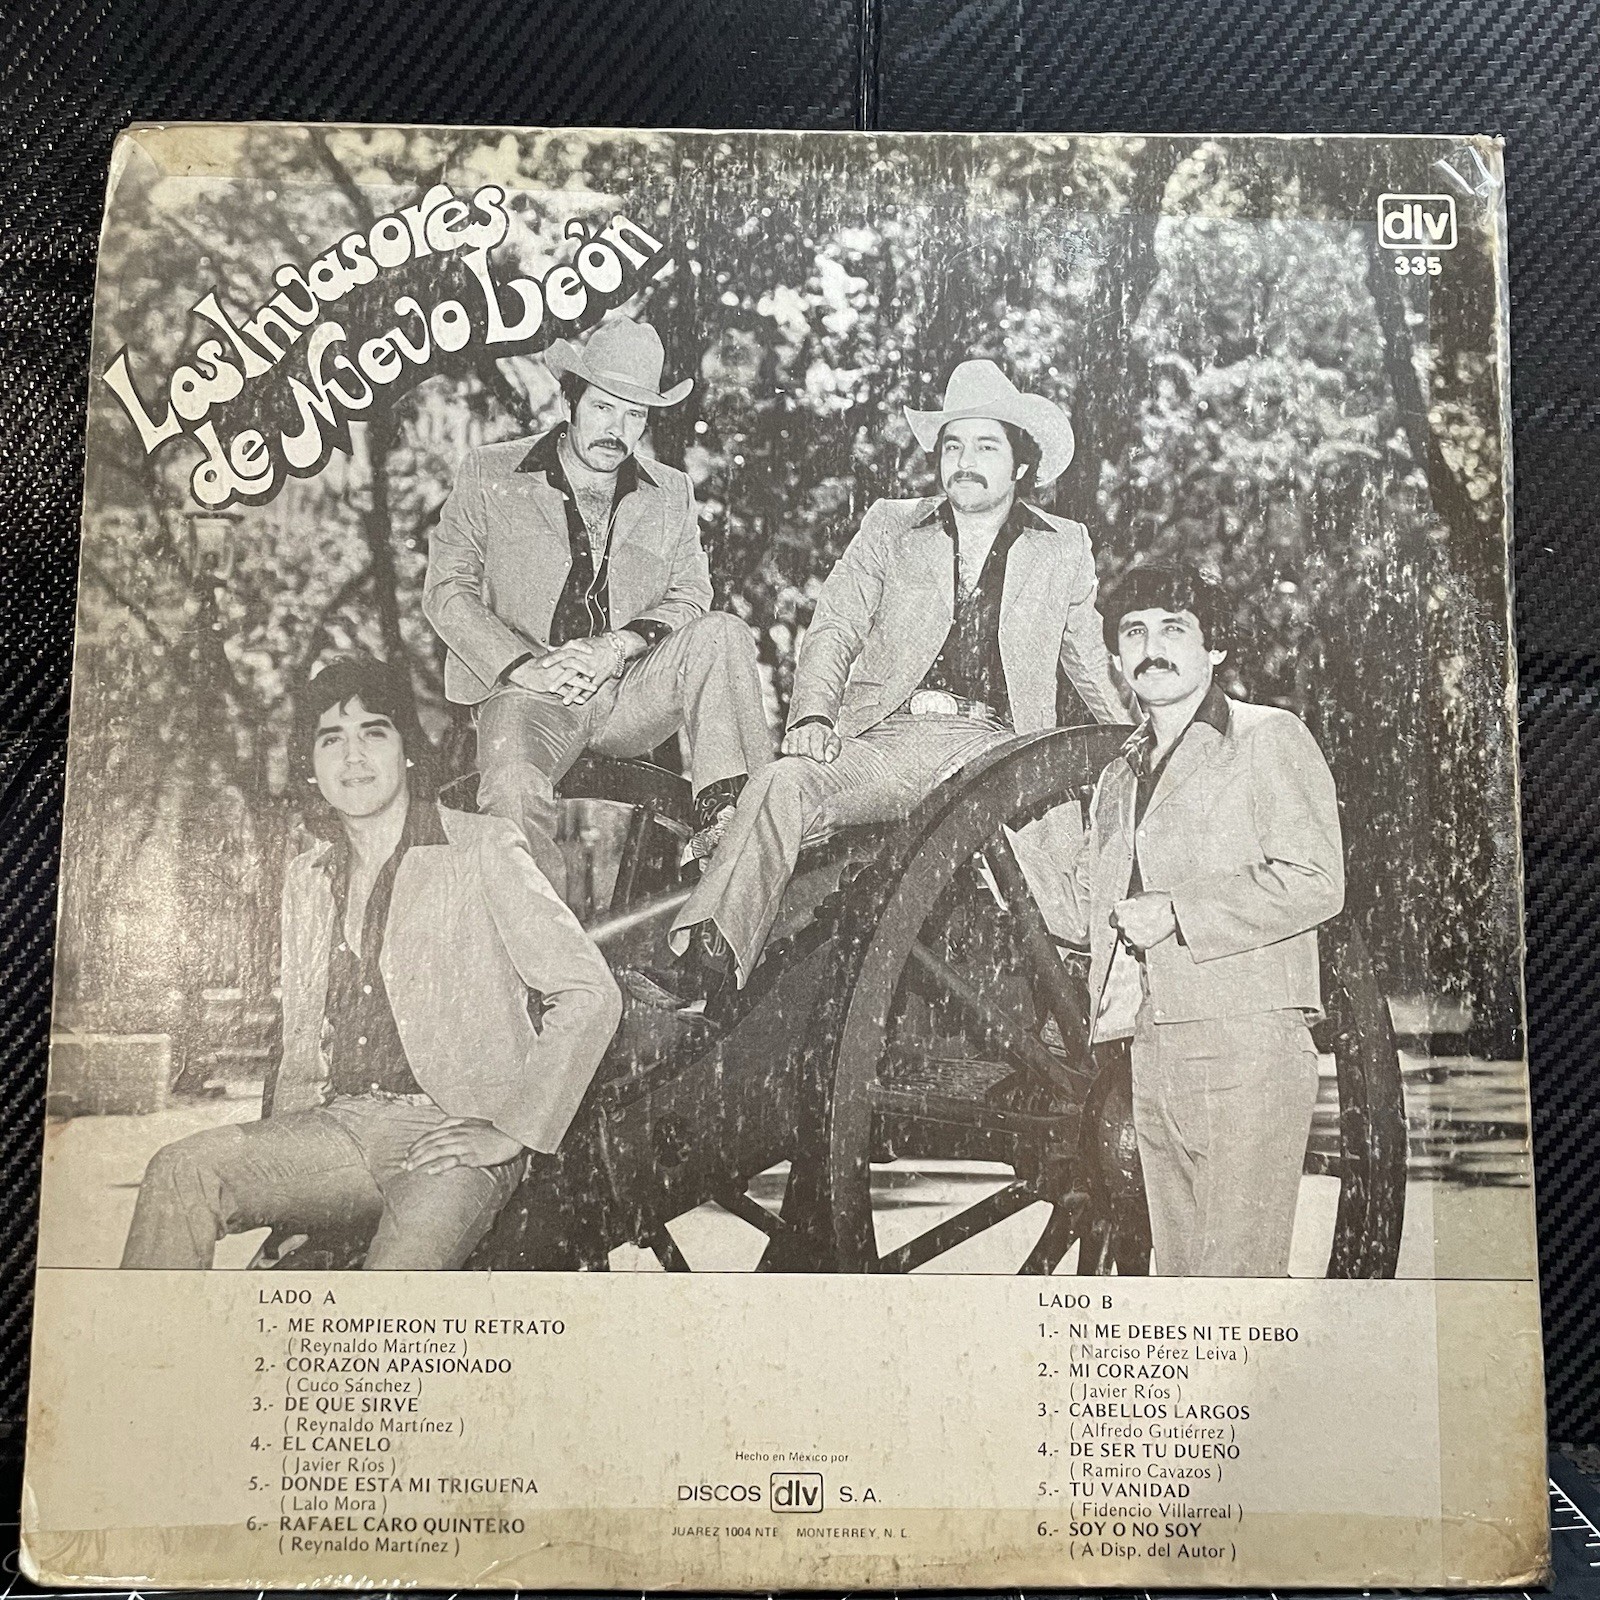 Los Invasores
de Nuevo León
dlv
335
LADO A
1.- ME ROMPIERON TU RETRATO
( Reynaldo Martínez )
2.- CORAZON APASIONADO
( Cuco Sánchez )
3.- DE QUE SIRVE
( Reynaldo Martínez )
4.- EL CANELO
( Javier Ríos )
5.- DONDE ESTA MI TRIGUEÑA
( Lalo Mora )
6.- RAFAEL CARO QUINTERO
( Reynaldo Martínez )
Hecho en México por
DISCOS dlv S.A.
JUAREZ 1004 NTE. MONTERREY, N. L.
LADO B
1.- NI ME DEBES NI TE DEBO
( Narciso Pérez Leiva )
2.- MI CORAZON
( Javier Ríos )
3.- CABELLOS LARGOS
( Alfredo Gutiérrez )
4.- DE SER TU DUEÑO
( Ramiro Cavazos )
5.- TU VANIDAD
( Fidencio Villarreal )
6.- SOY O NO SOY
( A Disp. del Autor )